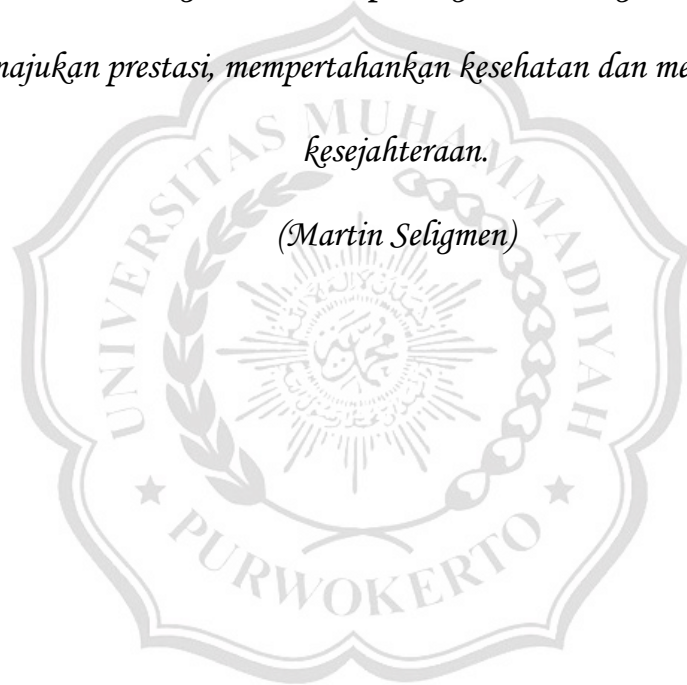 najukan prestasi, mempertahankan kesehatan dan me
kesejahteraan.
(Martin Seligmen)
UNIVERSITAS MUHAMMADIYAH
PURWOKERTO